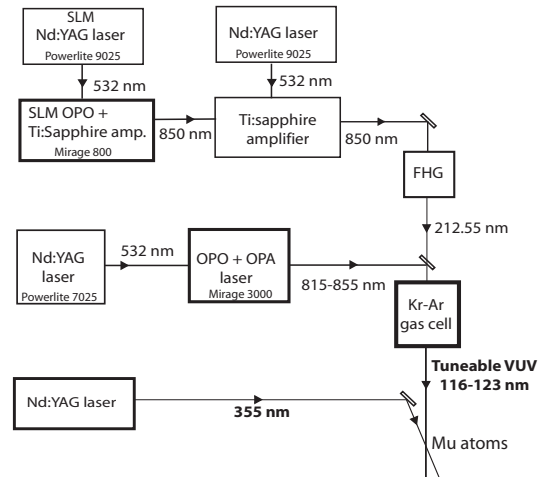 SLM
Nd:YAG laser
Powerlite 9025
Nd:YAG laser
Powerlite 9025
532 nm
532 nm
SLM OPO +
Ti:Sapphire amp.
Mirage 800
850 nm
Ti:sapphire
amplifier
850 nm
FHG
212.55 nm
Nd:YAG
laser
Powerlite 7025
532 nm
OPO + OPA
laser
Mirage 3000
815-855 nm
Kr-Ar
gas cell
Tuneable VUV
116-123 nm
Nd:YAG laser
355 nm
Mu atoms